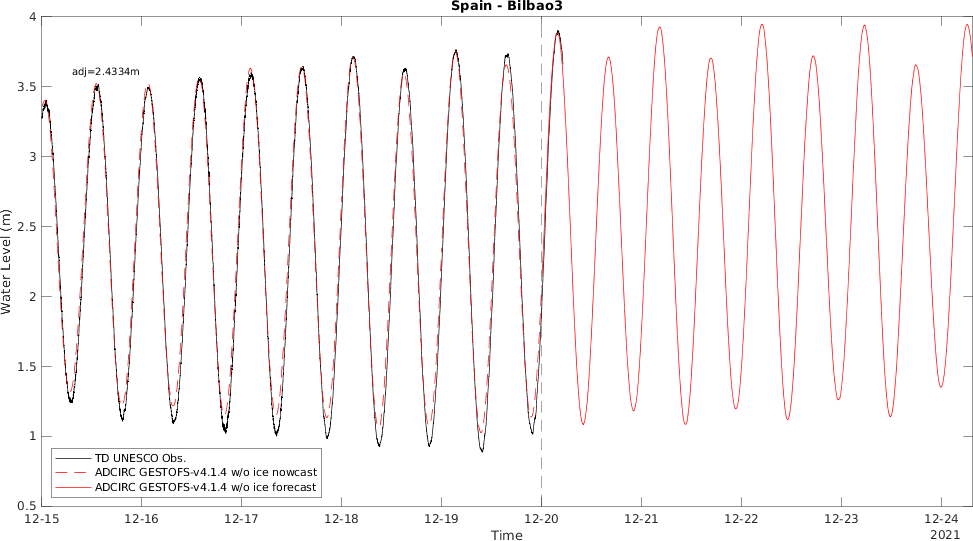 Spain - Bilbao3
adj=2.4334m
4
3.5
3
2.5
2
1.5
1
0.5
Water Level (m)
TD UNESCO Obs.
ADCIRC GESTOFS-v4.1.4 w/o ice nowcast
ADCIRC GESTOFS-v4.1.4 w/o ice forecast
12-15 12-16 12-17 12-18 12-19 12-20 12-21 12-22 12-23 12-24
Time 2021